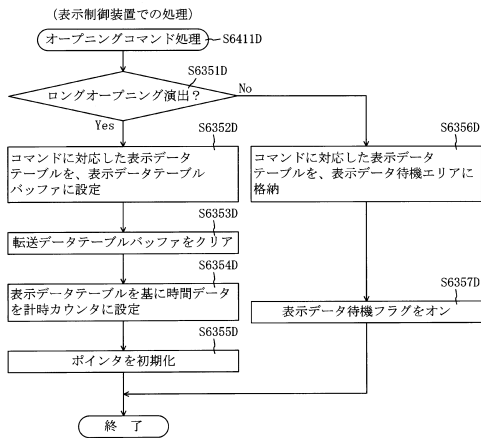 （表示制御装置での処理）
オープニングコマンド処理
S6411D
S6351D
ロングオープニング演出？
No
Yes
S6352D
コマンドに対応した表示データ
テーブルを、表示データテーブル
バッファに設定
S6356D
コマンドに対応した表示データ
テーブルを、表示データ待機エリアに
格納
S6353D
転送データテーブルバッファをクリア
S6354D
表示データテーブルを基に時間データ
を計時カウンタに設定
S6357D
表示データ待機フラグをオン
S6355D
ポインタを初期化
終　了